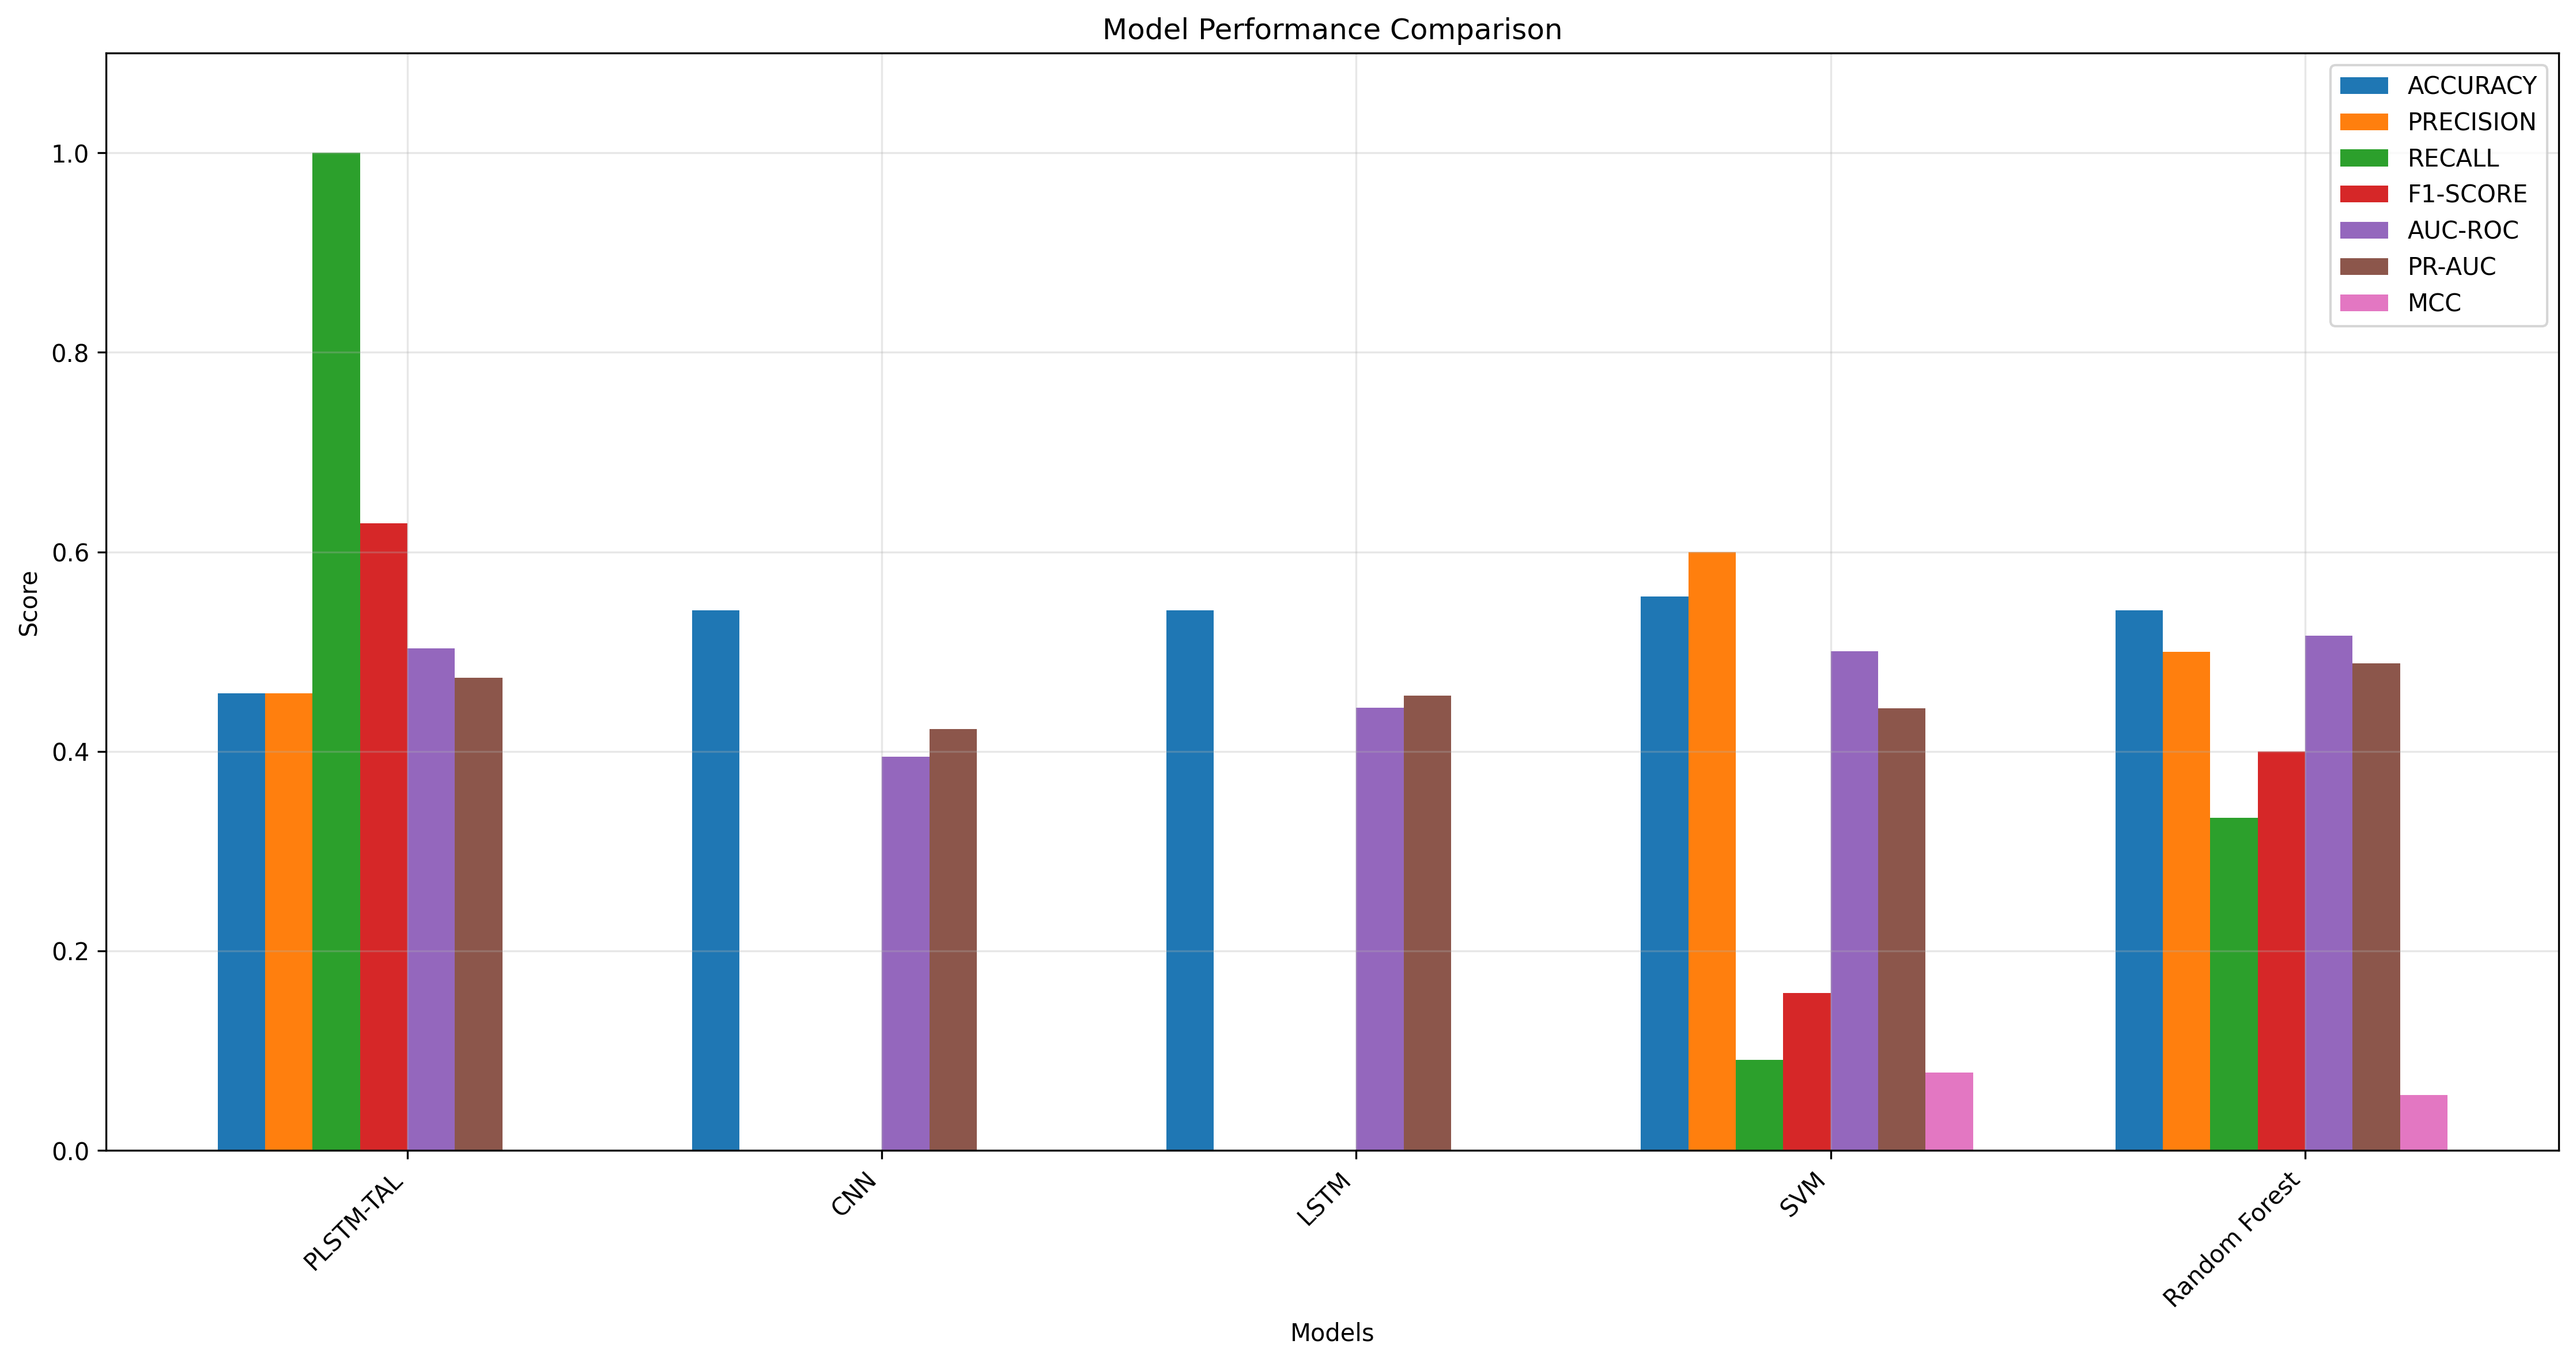 Model Performance Comparison
ACCURACY
PRECISION
RECALL
F1-SCORE
AUC-ROC
PR-AUC
MCC
Score
1.0
0.8
0.6
0.4
0.2
0.0
PLSTM-TAL
CNN
LSTM
SVM
Random Forest
Models